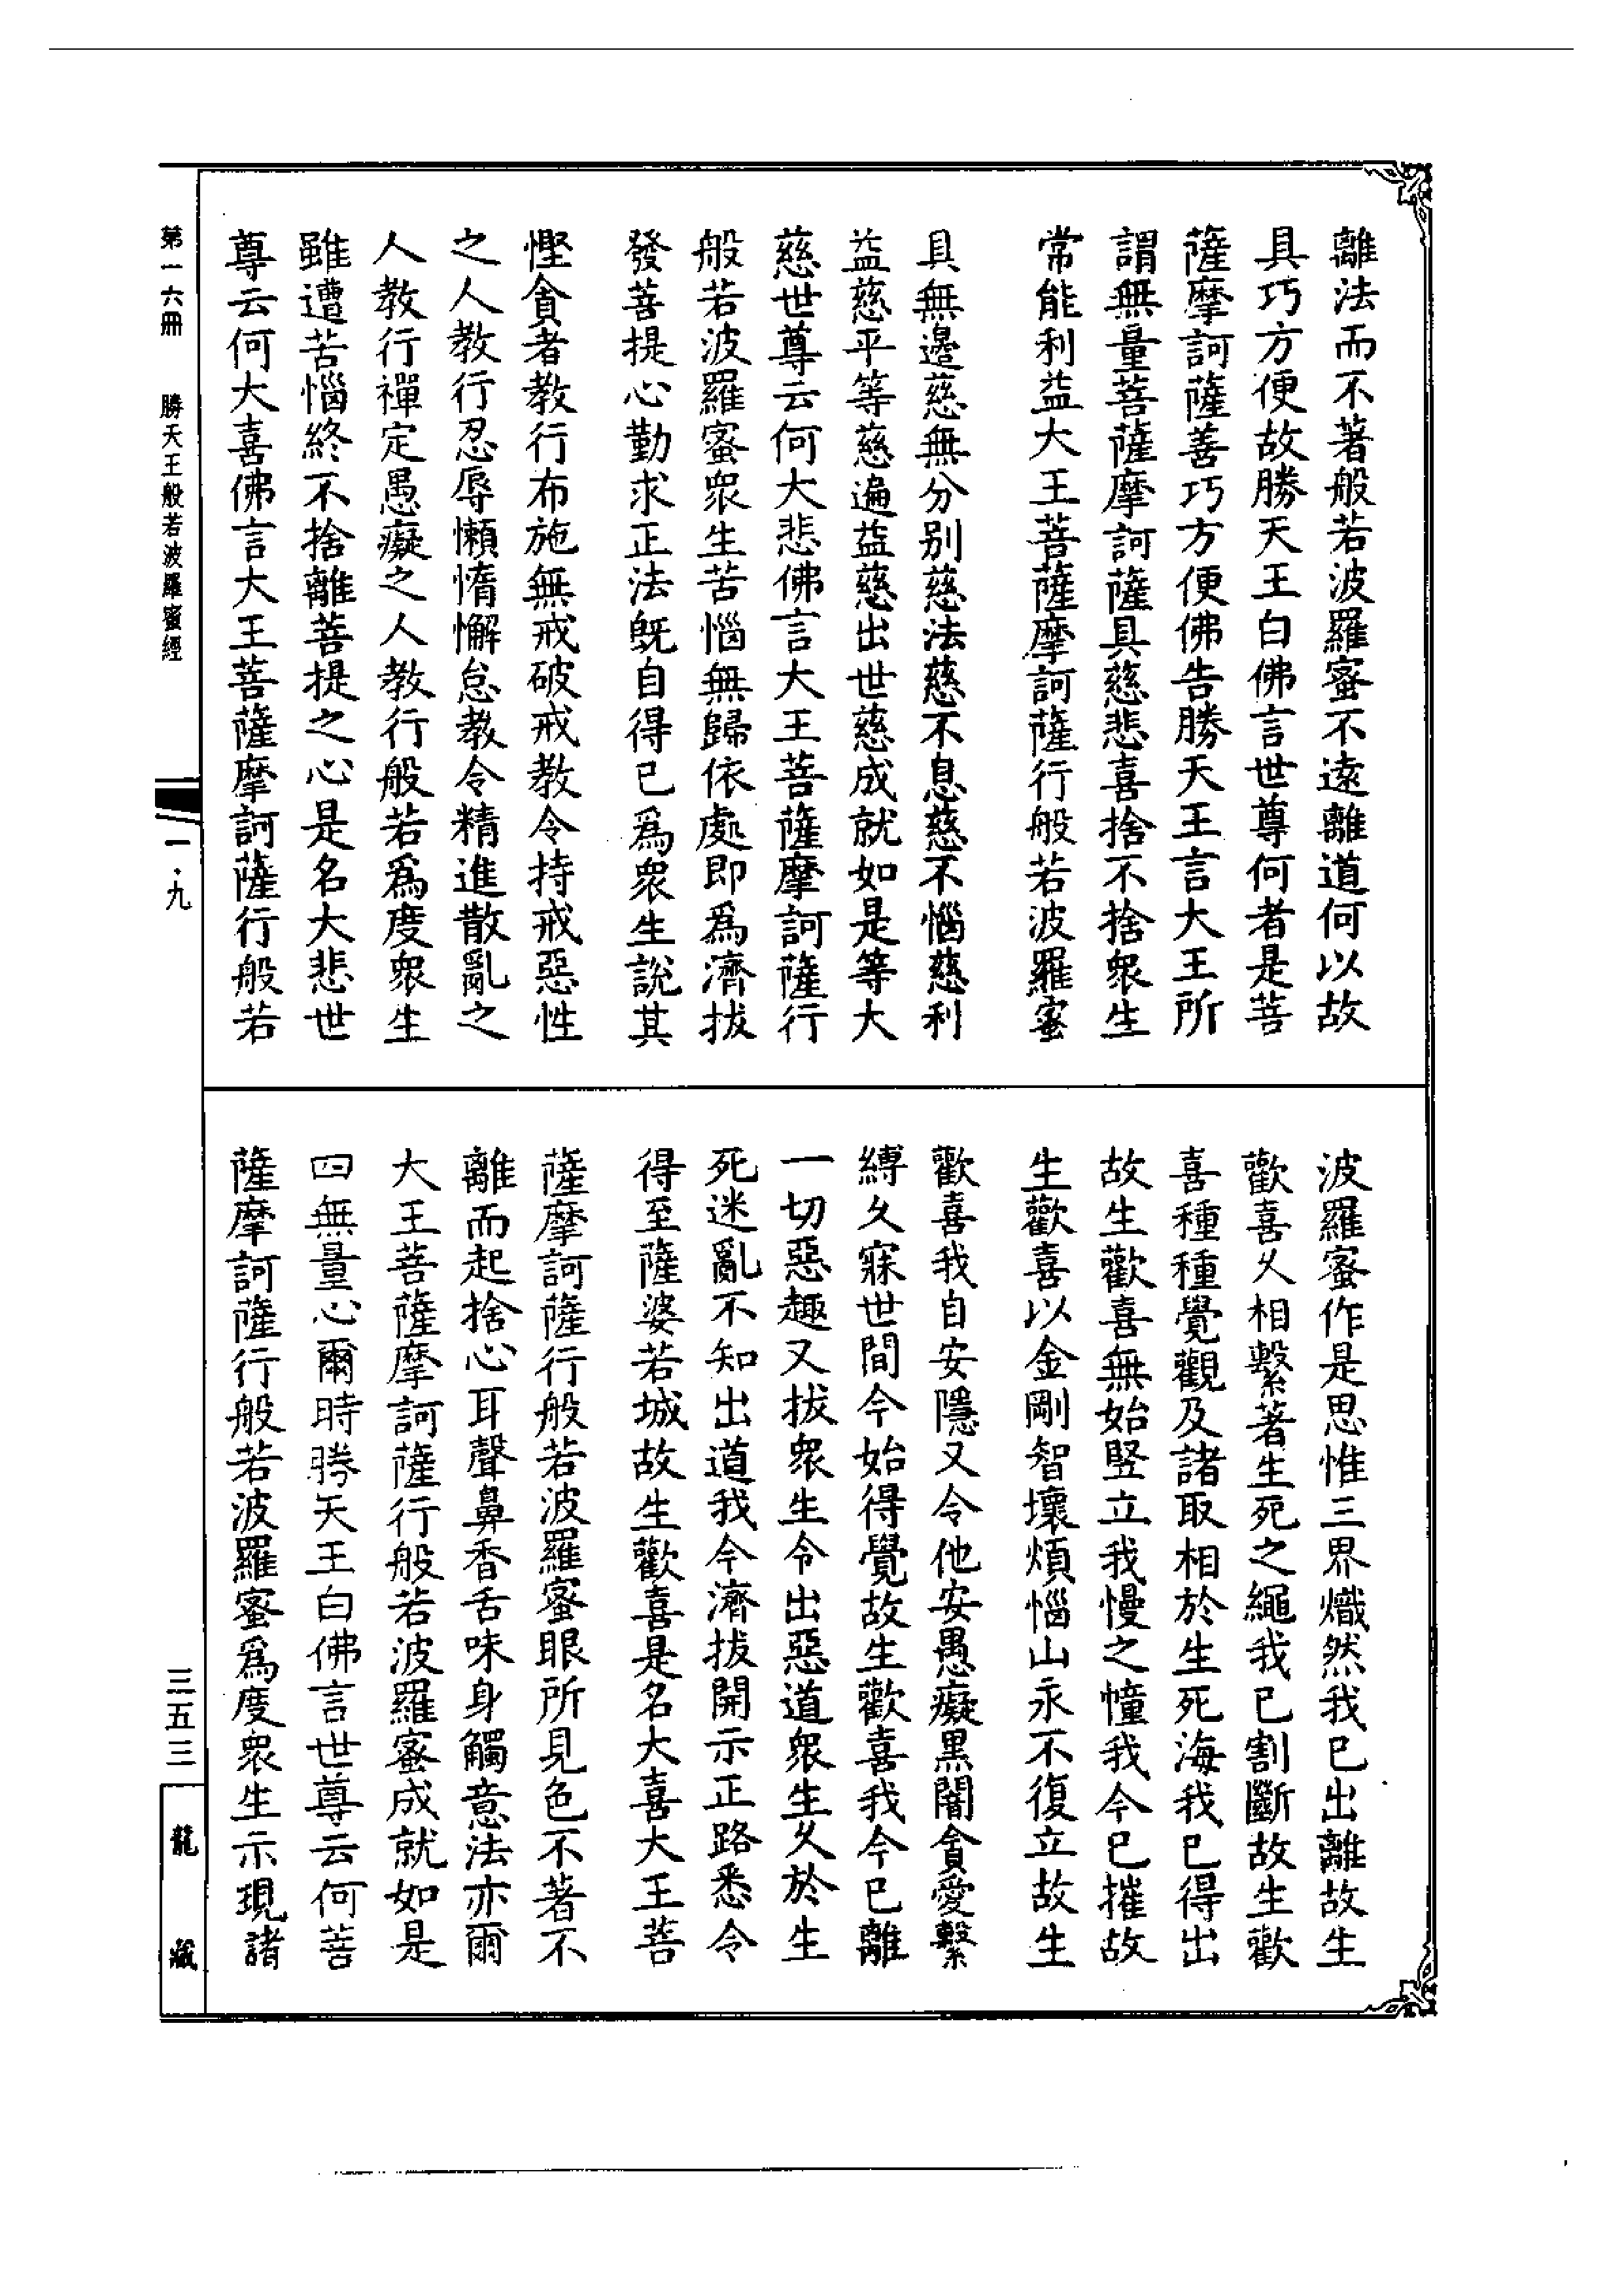 離法而不著般若波羅蜜不遠離道何以故
具巧方便故勝天王白佛言世尊何者是菩
薩摩訶薩善巧方便佛告勝天王言大王所
謂無量菩薩摩訶薩具慈悲喜捨不捨衆生
常能利益大王菩薩摩訶薩行般若波羅蜜
具無邊慈無分別慈法慈不息慈不惱慈利
益慈平等慈遍益慈出世慈成就如是等大
慈世尊云何大悲佛言大王菩薩摩訶薩行
般若波羅蜜衆生苦惱無歸依處即爲濟拔
發菩提心勤求正法旣自得已爲衆生說其
慳貪者教行布施無戒破戒教令持戒惡性
之人教行忍辱懶惰懈怠教令精進散亂之
人教行禪定愚癡之人教行般若爲度衆生
雖遭苦惱終不捨離菩提之心是名大悲世
尊云何大喜佛言大王菩薩摩訶薩行般若
波羅蜜作是思惟三界熾然我已出離故生
歡喜久相繫著生死之繩我已割斷故生歡
喜種種覺觀及諸取相於生死海我已得出
故生歡喜無始豎立我慢之幢我今已摧故
生歡喜以金剛智壞煩惱山永不復立故生
歡喜我自安隱又令他安愚癡黑闇貪愛繫
縛久寐世間今始得覺故生歡喜我今已離
一切惡趣又拔衆生令出惡道衆生久於生
死迷亂不知出道我今濟拔開示正路悉令
得至薩婆若城故生歡喜是名大喜大王菩
薩摩訶薩行般若波羅蜜眼所見色不著不
離而起捨心耳聲鼻香舌味身觸意法亦爾
大王菩薩摩訶薩行般若波羅蜜成就如是
四無量心爾時勝天王白佛言世尊云何菩
薩摩訶薩行般若波羅蜜爲度衆生示現諸
第一六冊 勝天王般若波羅蜜經
一·九
三五三
龍藏